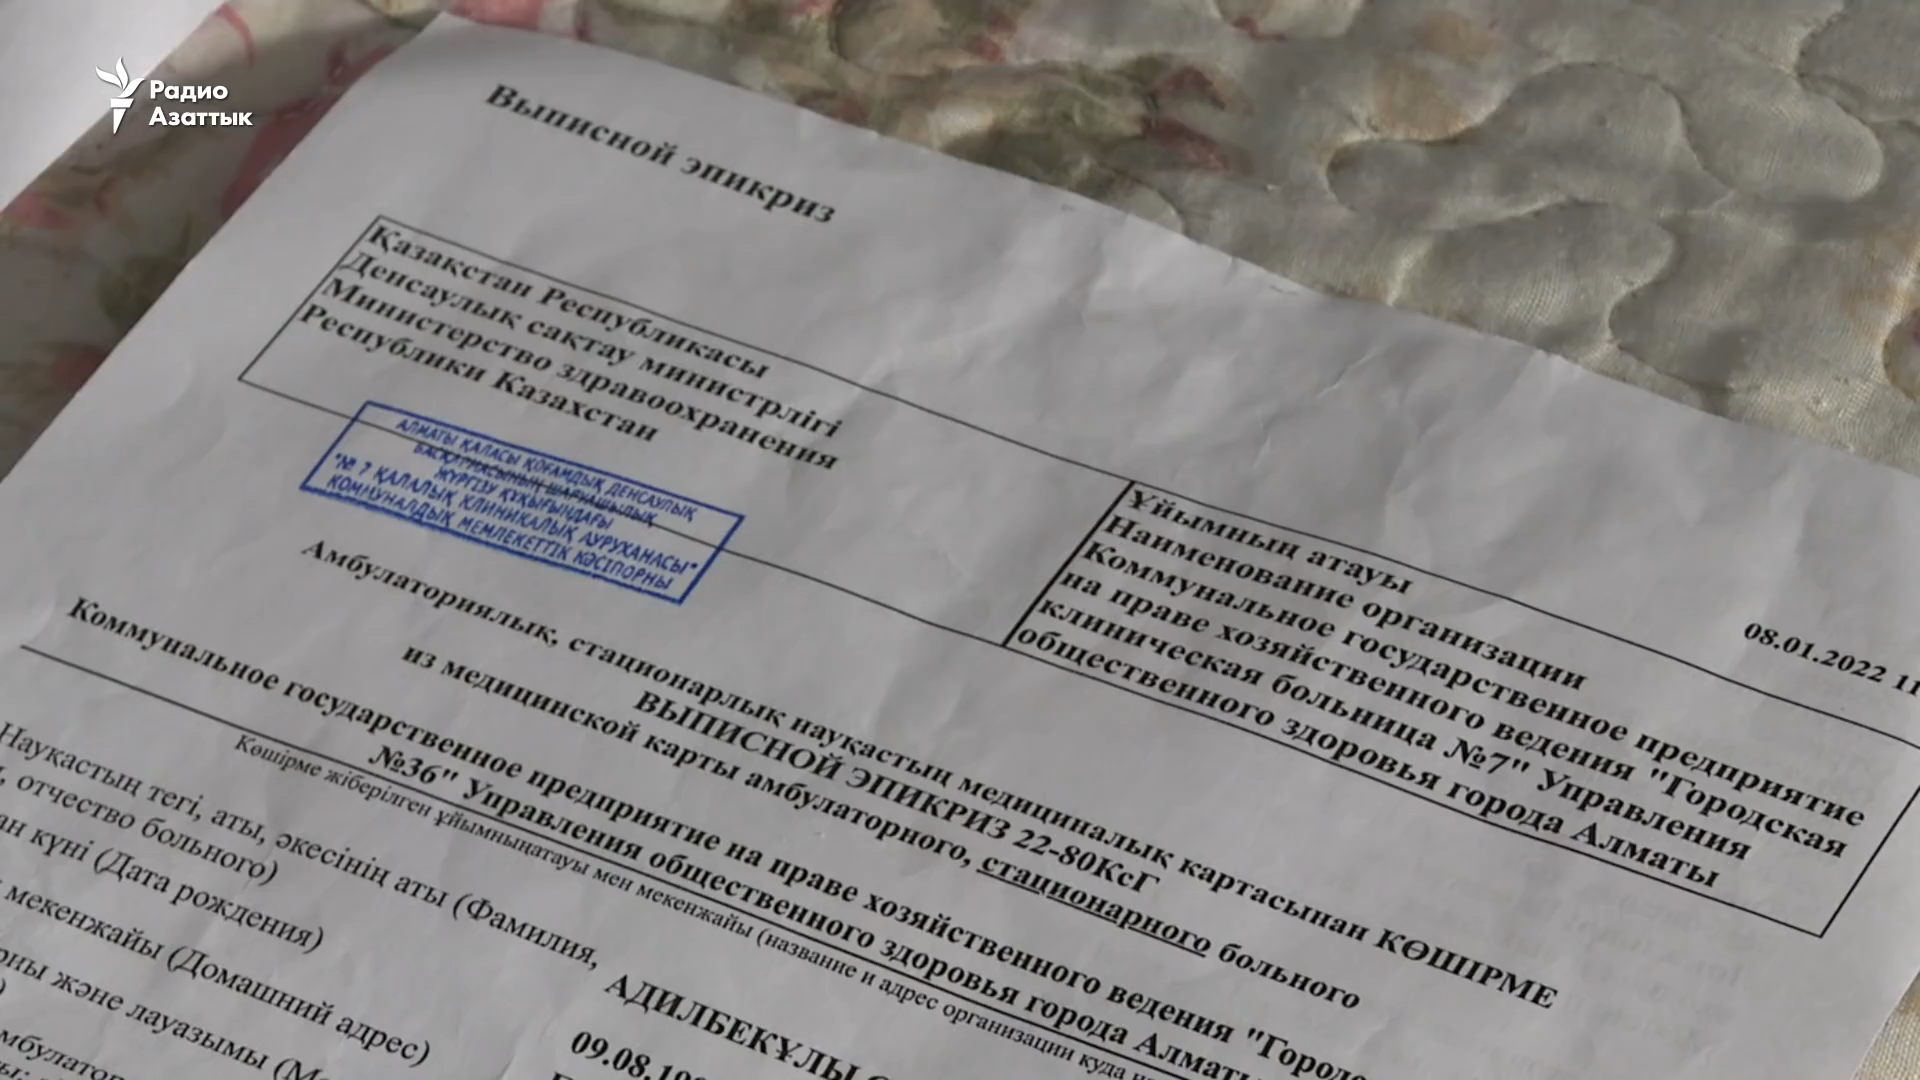 Радио
Азаттык
Выписной эпикриз
Қазақстан Республикасы
Денсаулық сақтау министрлігі
Министерство здравоохранения
Республики Казахстан
АЛМАТЫ ҚАЛАСЫ ҚОҒАМДЫҚ ДЕНСАУЛЫҚ
БАСҚАРМАСЫНЫҢ ШАРУАШЫЛЫҚ
ЖҮРГІЗУ ҚҰҚЫҒЫНДАҒЫ
"№ 7 ҚАЛАЛЫҚ КЛИНИКАЛЫҚ АУРУХАНАСЫ"
КОММУНАЛДЫҚ МЕМЛЕКЕТТІК КӘСІПОРНЫ
Ұйымның атауы
Наименование организации
Коммунальное государственное предприятие
на праве хозяйственного ведения "Городская
клиническая больница №7" Управления
общественного здоровья города Алматы
08.01.2022 11
Амбулаториялық, стационарлық науқастың медициналық картасынан КӨШІРМЕ
ВЫПИСНОЙ ЭПИКРИЗ 22-80КсГ
из медицинской карты амбулаторного, стационарного больного
Коммунальное государственное предприятие на праве хозяйственного ведения "Городс
№36" Управления общественного здоровья города Алматы
Көшірме жіберілген ұйымныңатауы мен мекенжайы (название и адрес организации куда
Науқастың тегі, аты, әкесінің аты (Фамилия,
отчество больного)
АДИЛБЕКҰЛЫ
күні (Дата рождения)
09.08.19
мекенжайы (Домашний адрес)
және лауазымы